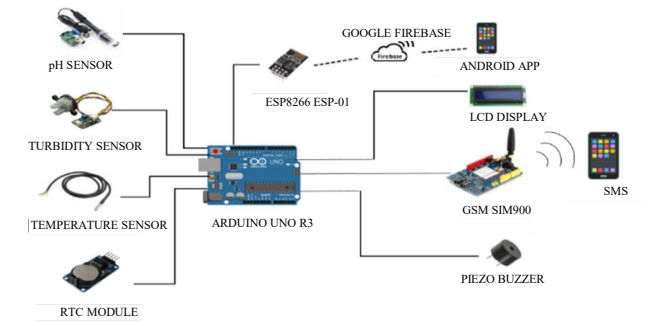 GOOGLE FIREBASE
Firebase
pH SENSOR
ANDROID APP
ESP8266 ESP-01
LCD DISPLAY
TURBIDITY SENSOR
UNO
SMS
GSM SIM900
TEMPERATURE SENSOR
ARDUINO UNO R3
PIEZO BUZZER
RTC MODULE